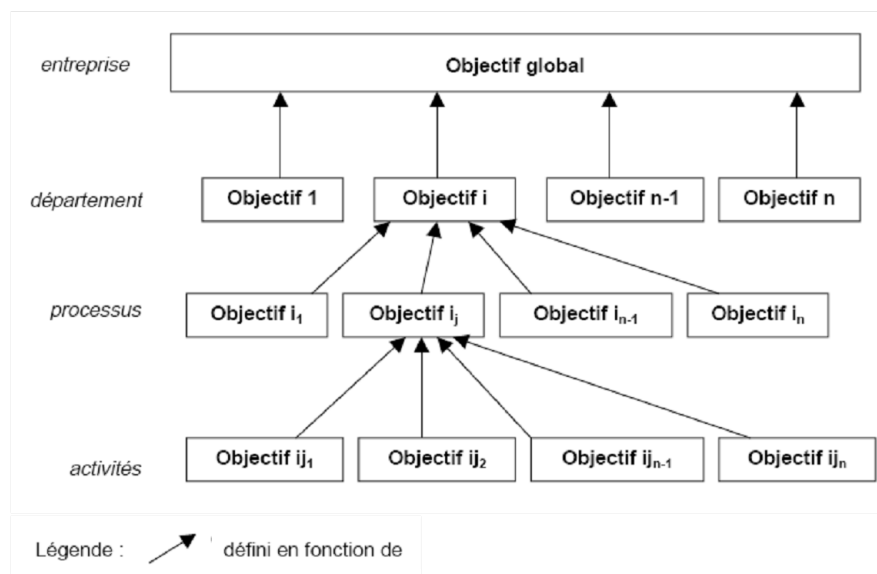 entreprise Objectif global
département Objectif 1 Objectif i Objectif n-1 Objectif n
processus Objectif i₁ Objectif iⱼ Objectif iₙ₋₁ Objectif iₙ
activités Objectif ij₁ Objectif ij₂ Objectif ijₙ₋₁ Objectif ijₙ
Légende : défini en fonction de